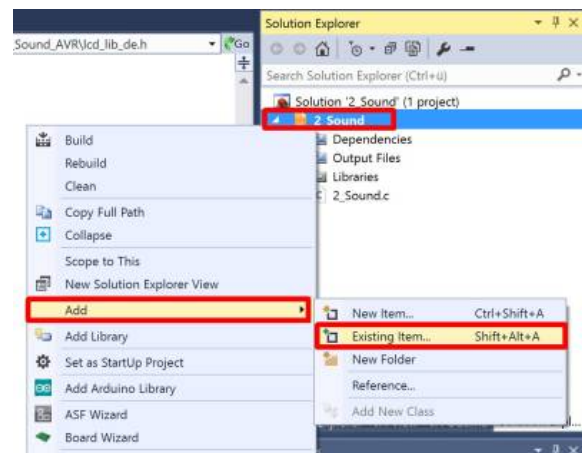 Solution Explorer
_Sound_AVR\lcd_lib_de.h
Go
Search Solution Explorer (Ctrl+ü)
Solution '2_Sound' (1 project)
2_Sound
Dependencies
Output Files
Libraries
2_Sound.c
Build
Rebuild
Clean
Copy Full Path
Collapse
Scope to This
New Solution Explorer View
Add
Add Library
Set as StartUp Project
Add Arduino Library
ASF Wizard
Board Wizard
New Item... Ctrl+Shift+A
Existing Item... Shift+Alt+A
New Folder
Reference...
Add New Class